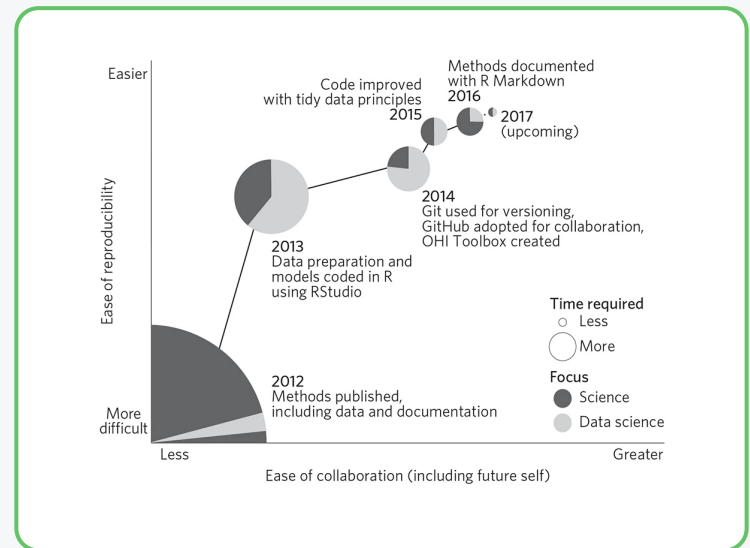 Easier
Ease of reproducibility
More
difficult
Less
Greater
Ease of collaboration (including future self)
2012
Methods published,
including data and documentation
2013
Data preparation and
models coded in R
using RStudio
2014
Git used for versioning,
GitHub adopted for collaboration,
OHI Toolbox created
Code improved
with tidy data principles
2015
Methods documented
with R Markdown
2016
2017
(upcoming)
Time required
Less
More
Focus
Science
Data science